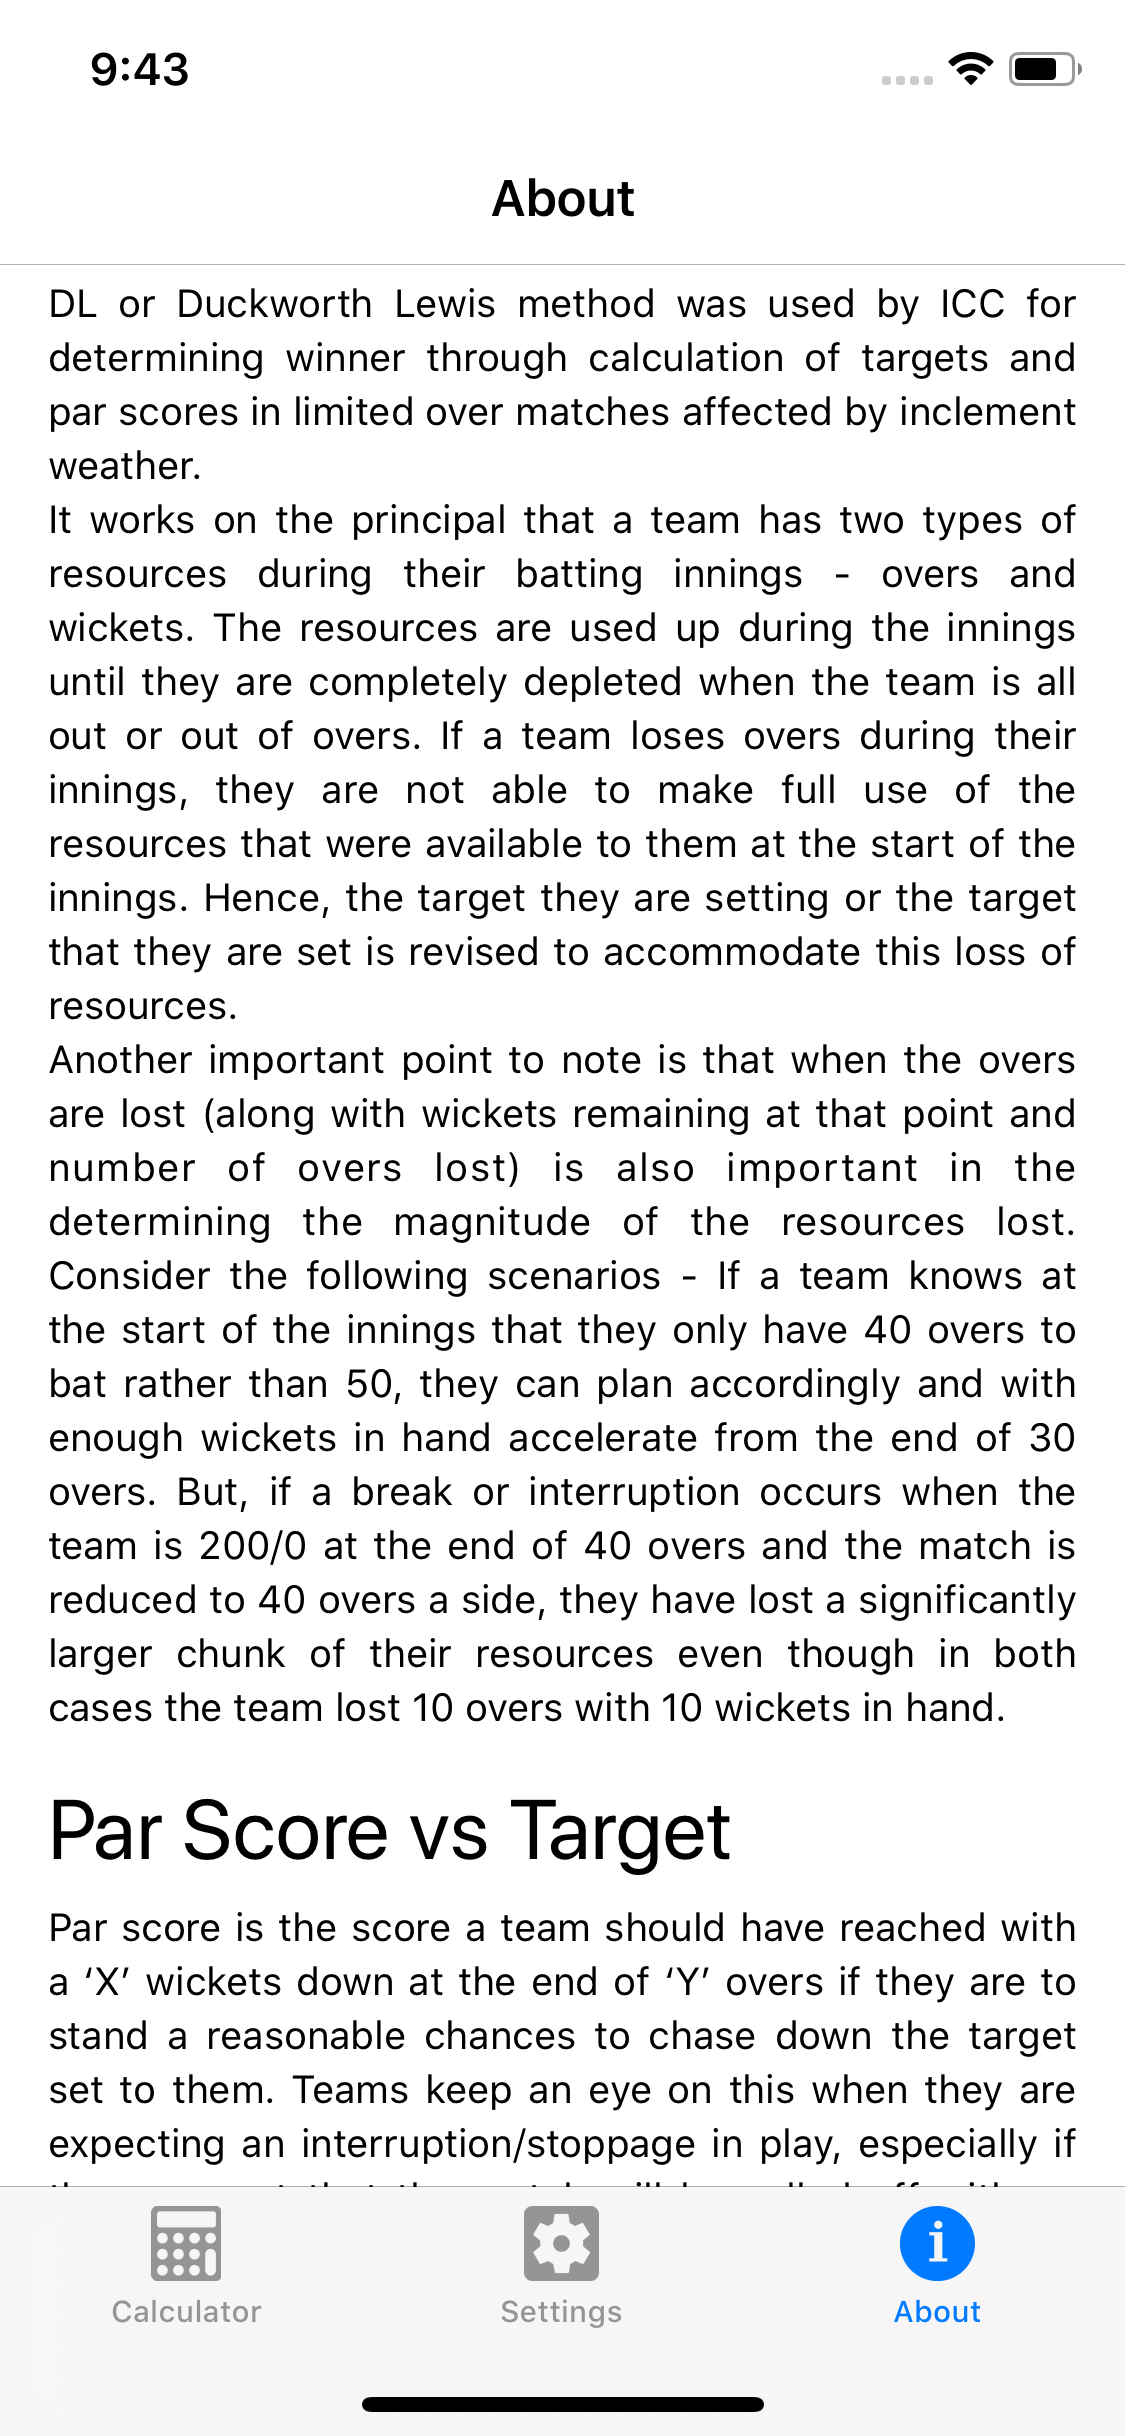 9:43
About
DL or Duckworth Lewis method was used by ICC for
determining winner through calculation of targets and
par scores in limited over matches affected by inclement
weather.
It works on the principal that a team has two types of
resources during their batting innings - overs and
wickets. The resources are used up during the innings
until they are completely depleted when the team is all
out or out of overs. If a team loses overs during their
innings, they are not able to make full use of the
resources that were available to them at the start of the
innings. Hence, the target they are setting or the target
that they are set is revised to accommodate this loss of
resources.
Another important point to note is that when the overs
are lost (along with wickets remaining at that point and
number of overs lost) is also important in the
determining the magnitude of the resources lost.
Consider the following scenarios - If a team knows at
the start of the innings that they only have 40 overs to
bat rather than 50, they can plan accordingly and with
enough wickets in hand accelerate from the end of 30
overs. But, if a break or interruption occurs when the
team is 200/0 at the end of 40 overs and the match is
reduced to 40 overs a side, they have lost a significantly
larger chunk of their resources even though in both
cases the team lost 10 overs with 10 wickets in hand.
Par Score vs Target
Par score is the score a team should have reached with
a ‘X’ wickets down at the end of ‘Y’ overs if they are to
stand a reasonable chances to chase down the target
set to them. Teams keep an eye on this when they are
expecting an interruption/stoppage in play, especially if
Calculator
Settings
About